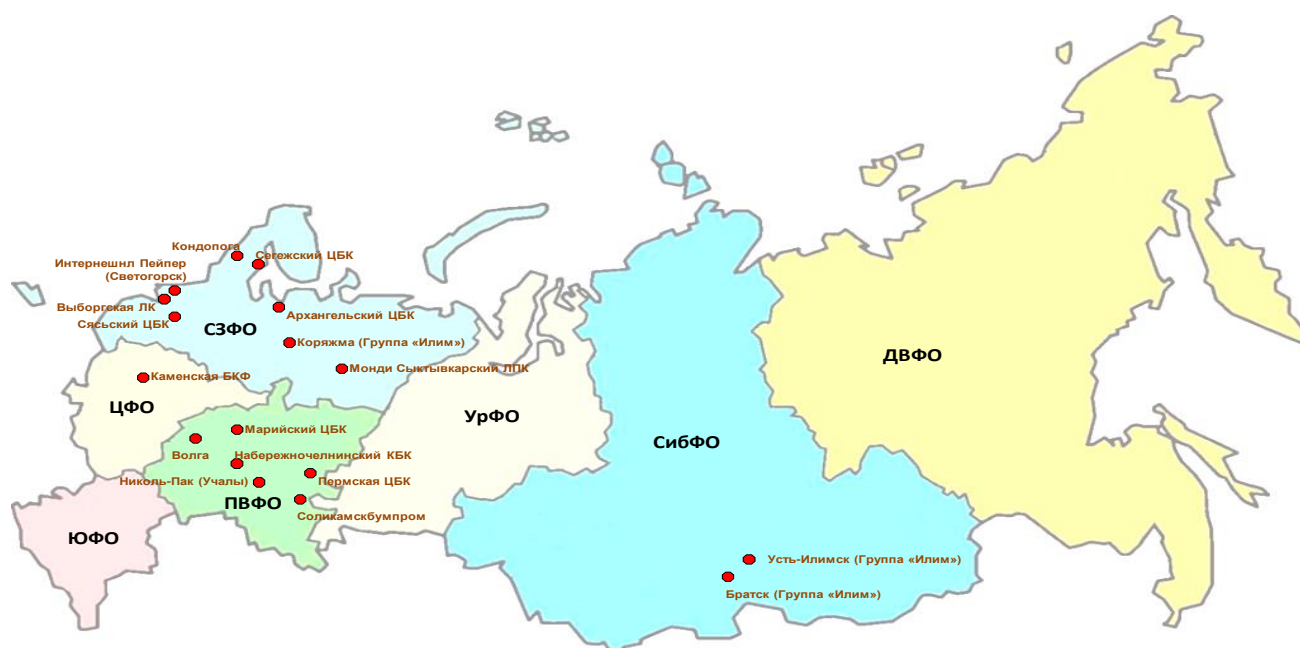 Кондопога
Сегежский ЦБК
Интернешнл Пейпер
(Светогорск)
Выборгская ЛК
Архангельский ЦБК
Сясьский ЦБК
СЗФО
Коряжма (Группа «Илим»)
ДВФО
Монди Сыктывкарский ЛПК
Каменская БКФ
ЦФО
УрФО
Марийский ЦБК
СибФО
Волга
Набережночелнинский КБК
Николь-Пак (Учалы)
Пермская ЦБК
ПВФО
Соликамскбумпром
ЮФО
Усть-Илимск (Группа «Илим»)
Братск (Группа «Илим»)